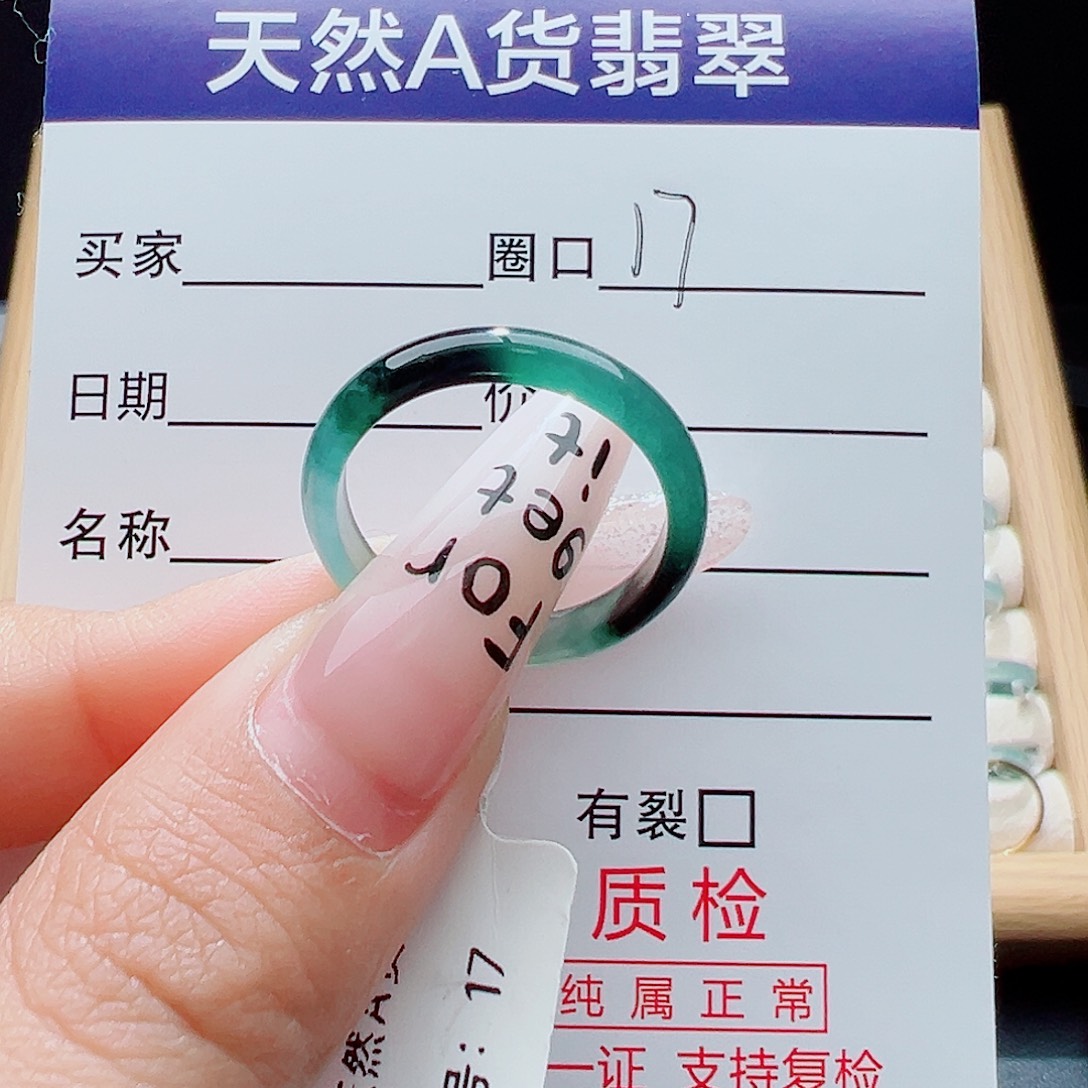 天然A货翡翠
买家 圈口 17
日期 价
名称
For
get
it
有裂□
质检
纯属正常
一证 支持复检
然A
号：17